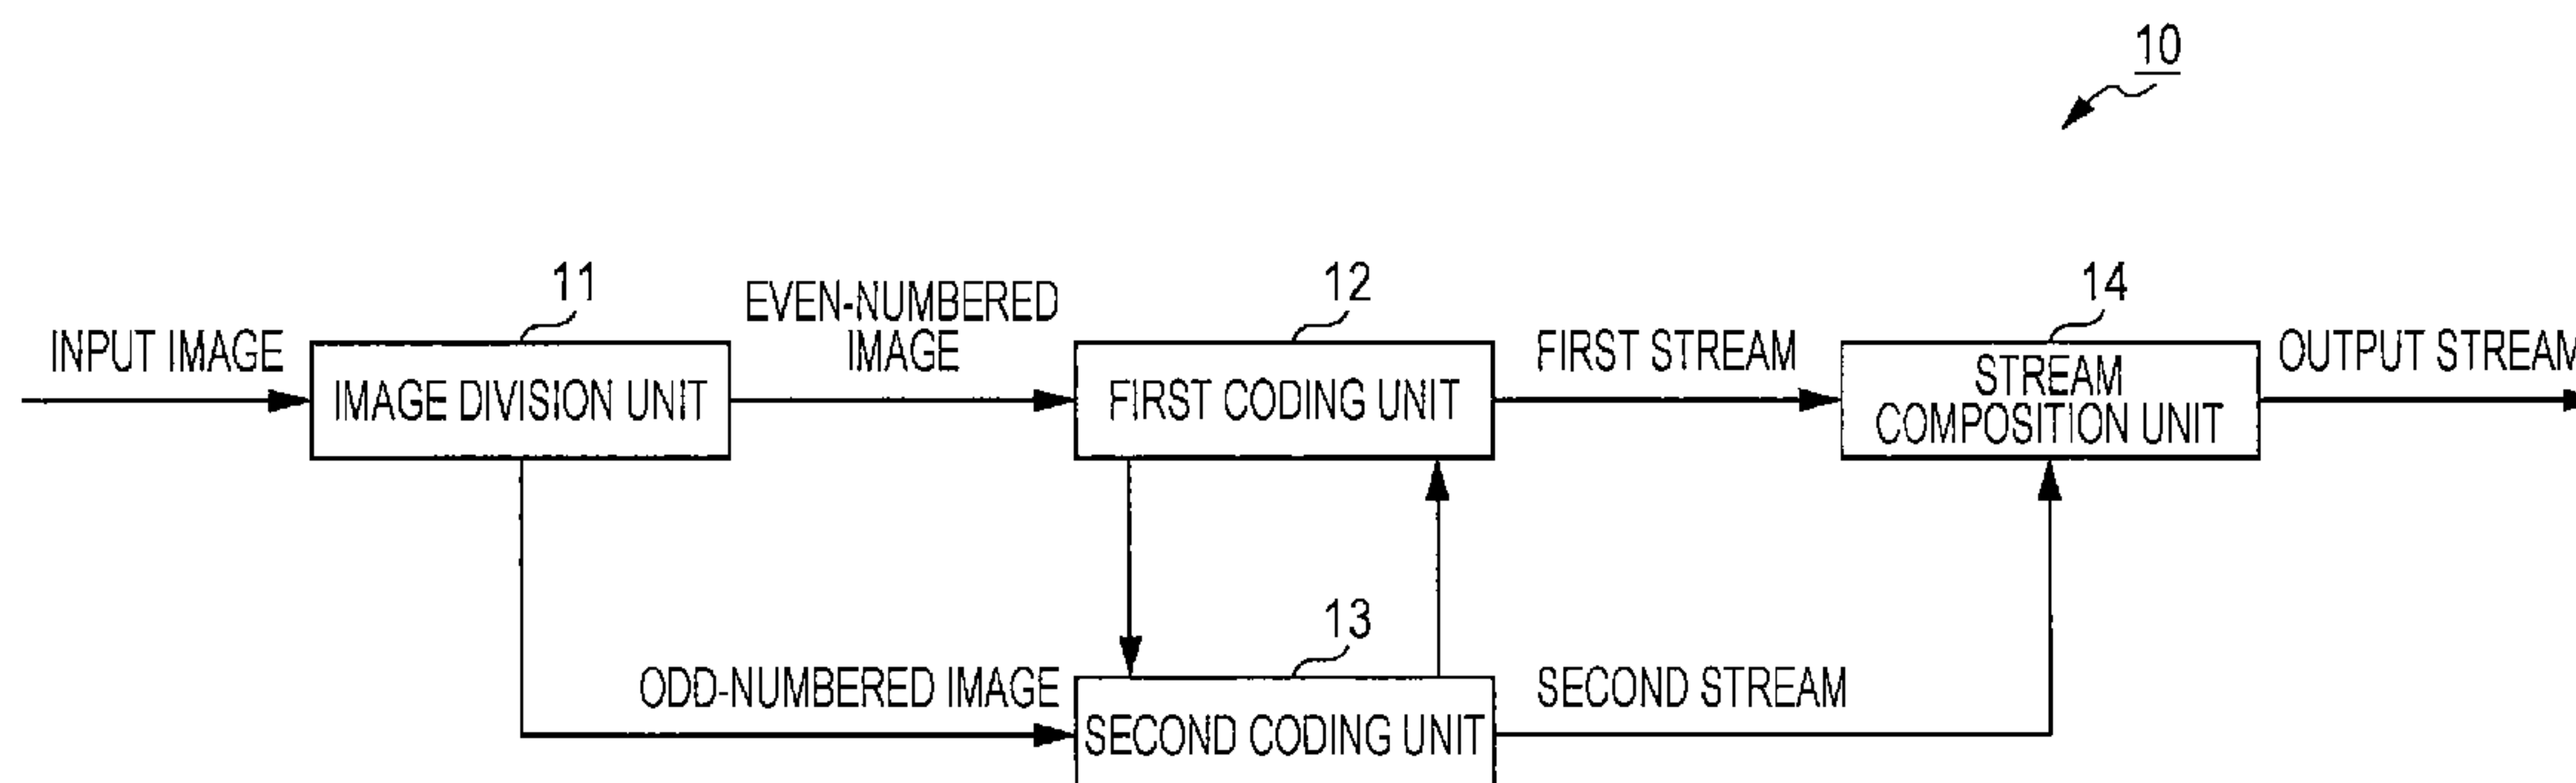 10
11
EVEN-NUMBERED
IMAGE
12
14
INPUT IMAGE
IMAGE DIVISION UNIT
FIRST CODING UNIT
FIRST STREAM
STREAM
COMPOSITION UNIT
OUTPUT STREAM
13
ODD-NUMBERED IMAGE
SECOND CODING UNIT
SECOND STREAM